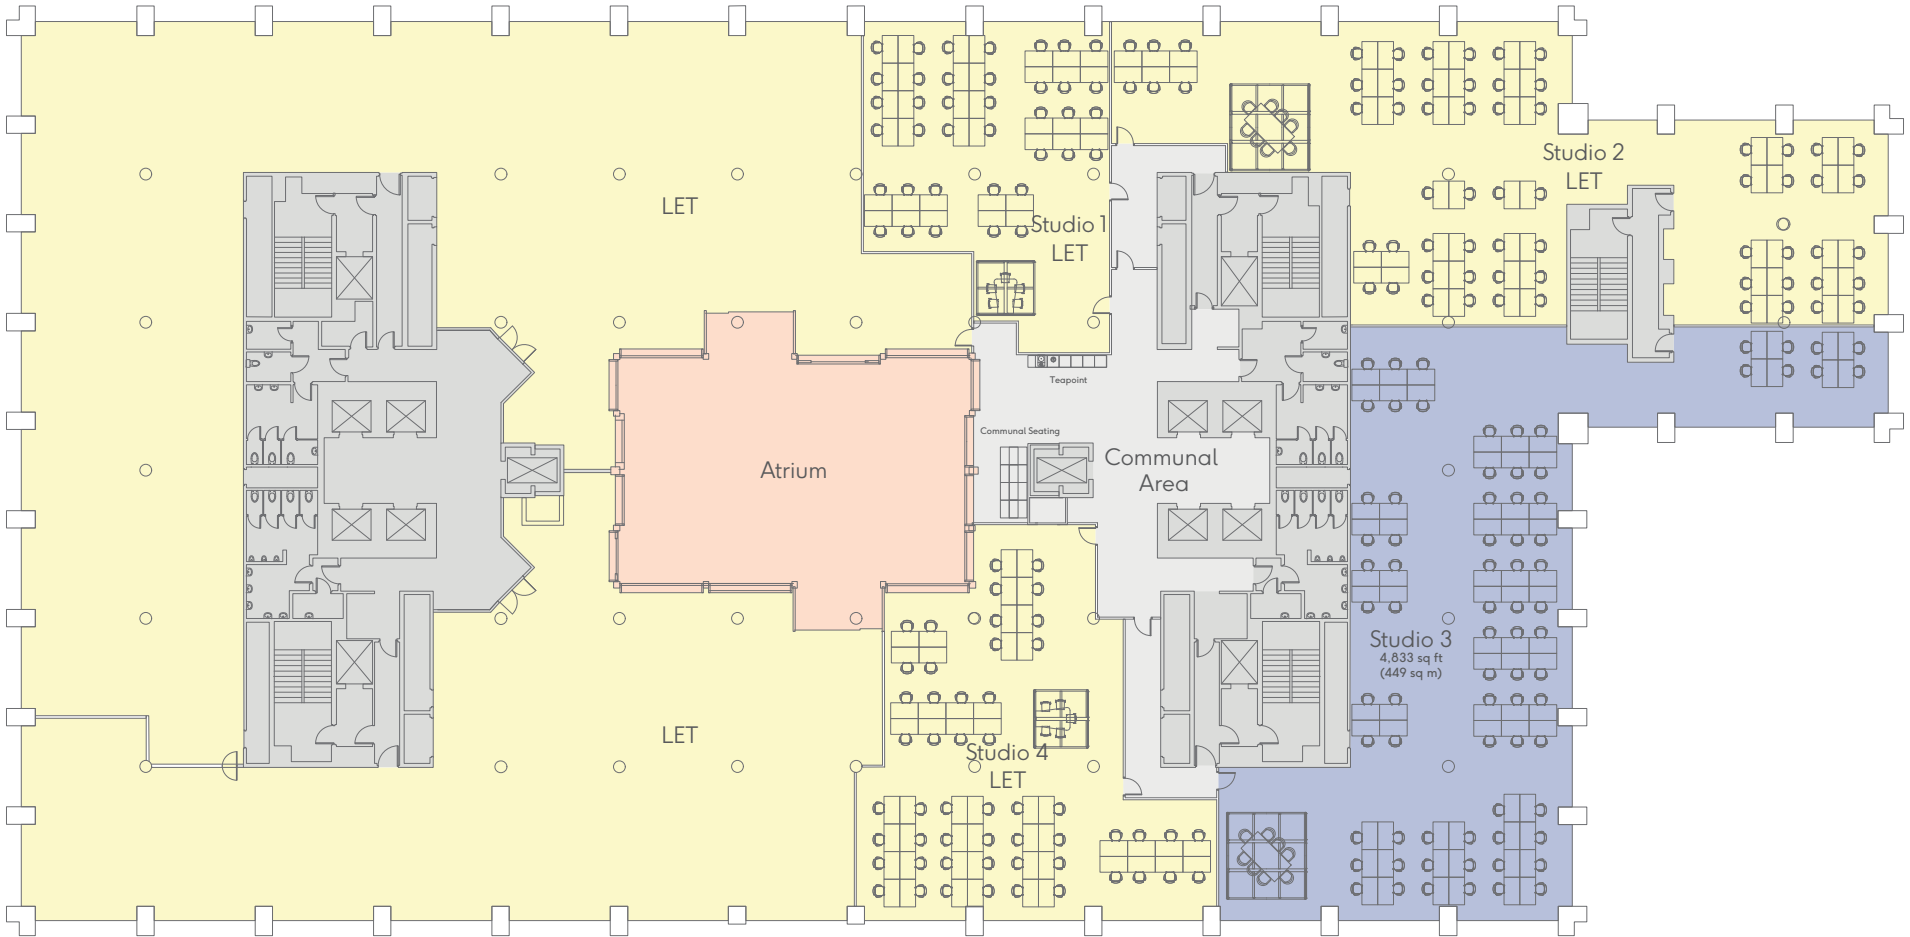 Studio 2
LET
LET
Studio 1
LET
Teapoint
Communal Seating
Atrium
Communal
Area
Studio 3
4,833 sq ft
(449 sq m)
LET
Studio 4
LET